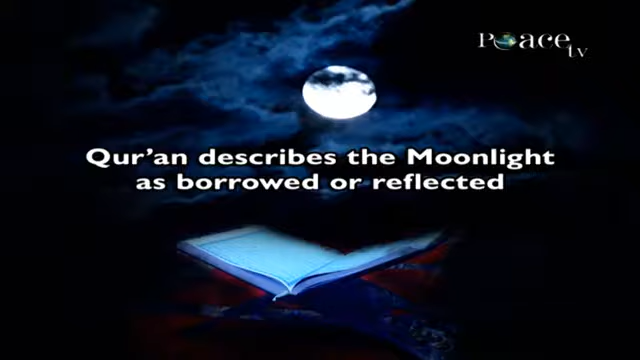 Peace tv
Qur'an describes the Moonlight
as borrowed or reflected